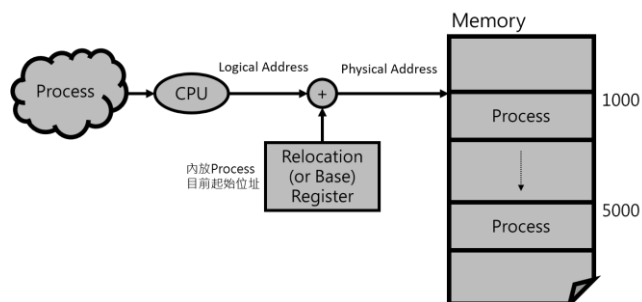 Memory
Logical Address
Physical Address
Process
CPU
+
1000
Process
內放Process
目前起始位址
Relocation
(or Base)
Register
5000
Process